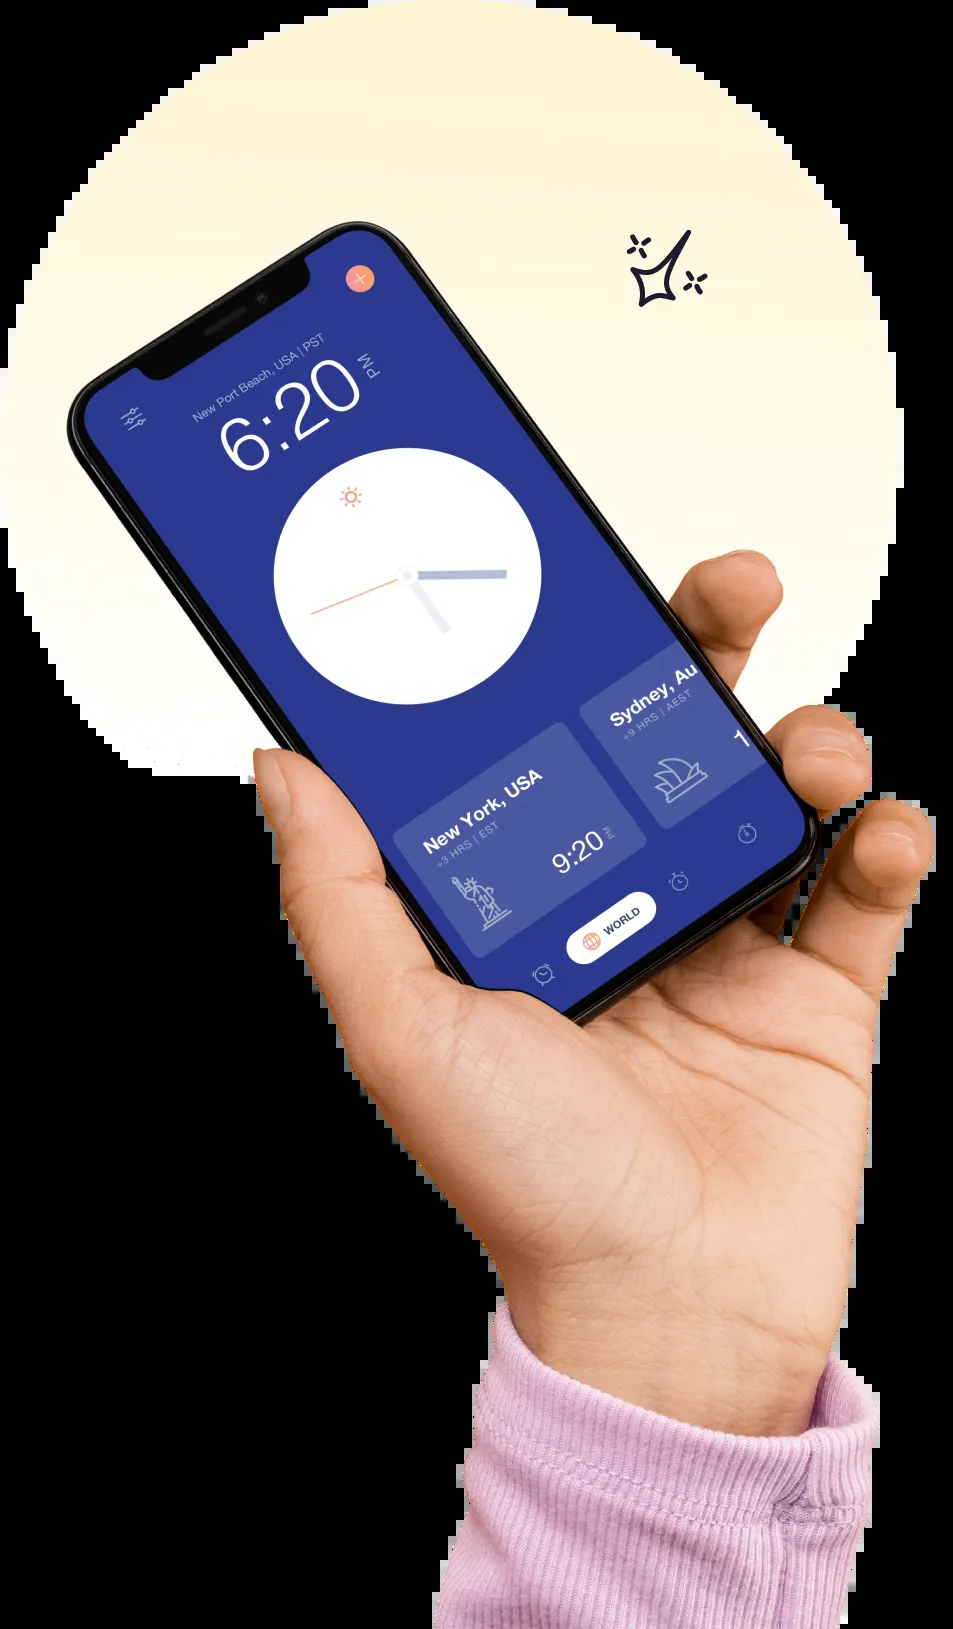 New Port Beach, USA | PST
6:20 PM
New York, USA
+3 HRS | EST
9:20 PM
Sydney, Au
+9 HRS | AEST
1
WORLD